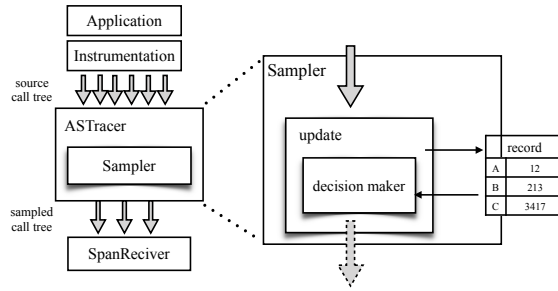 Application
Instrumentation
source
call tree
ASTracer
Sampler
sampled
call tree
SpanReciver
Sampler
update
decision maker
record
A 12
B 213
C 3417